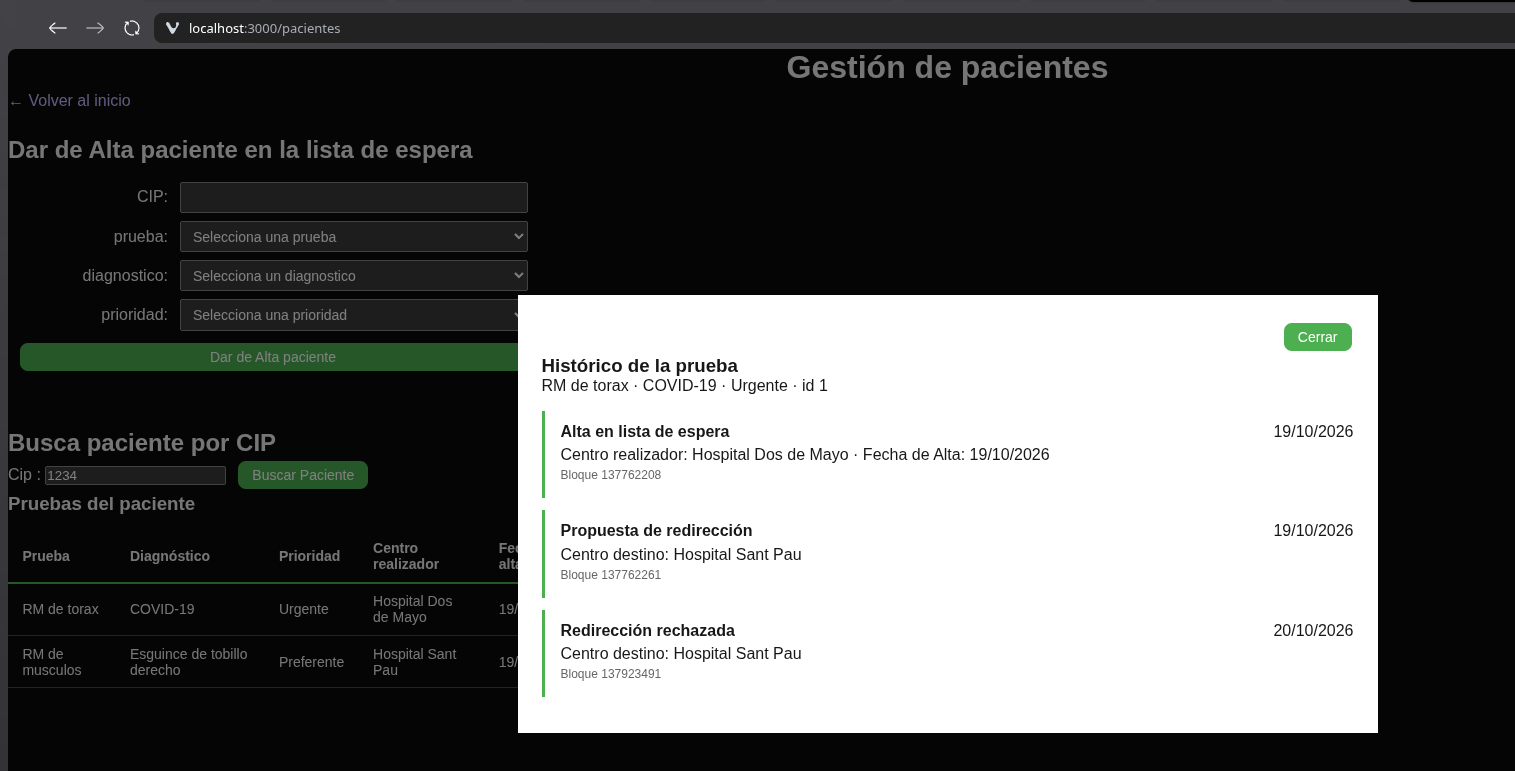 localhost:3000/pacientes
Gestión de pacientes
← Volver al inicio
Dar de Alta paciente en la lista de espera
CIP:
prueba: Selecciona una prueba
diagnostico: Selecciona un diagnostico
prioridad: Selecciona una prioridad
Dar de Alta paciente
Busca paciente por CIP
Cip : 1234 Buscar Paciente
Pruebas del paciente
Prueba Diagnóstico Prioridad Centro
realizador
RM de torax COVID-19 Urgente Hospital Dos
de Mayo 19/
RM de
musculos Esguince de tobillo
derecho Preferente Hospital Sant
Pau 19/
Cerrar
Histórico de la prueba
RM de torax · COVID-19 · Urgente · id 1
Alta en lista de espera 19/10/2026
Centro realizador: Hospital Dos de Mayo · Fecha de Alta: 19/10/2026
Bloque 137762208
Propuesta de redirección 19/10/2026
Centro destino: Hospital Sant Pau
Bloque 137762261
Redirección rechazada 20/10/2026
Centro destino: Hospital Sant Pau
Bloque 137923491